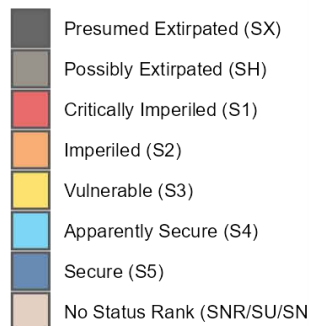 Presumed Extirpated (SX)
Possibly Extirpated (SH)
Critically Imperiled (S1)
Imperiled (S2)
Vulnerable (S3)
Apparently Secure (S4)
Secure (S5)
No Status Rank (SNR/SU/SN